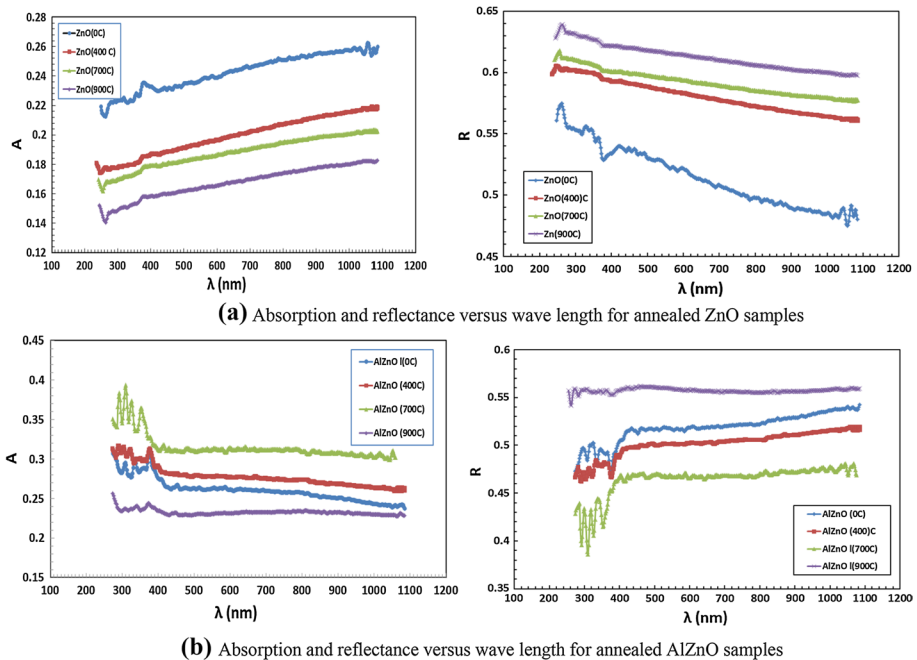 0.28
0.26
0.24
0.22
0.2
0.18
0.16
0.14
0.12
A
ZnO(0C)
ZnO(400 C)
ZnO(700C)
ZnO(900C)
100 200 300 400 500 600 700 800 900 1000 1100 1200
λ (nm)
0.65
0.6
0.55
0.5
0.45
R
ZnO(0C)
ZnO(400)C
ZnO(700C)
Zn(900C)
100 200 300 400 500 600 700 800 900 1000 1100 1200
λ (nm)
(a) Absorption and reflectance versus wave length for annealed ZnO samples
0.45
0.4
0.35
0.3
0.25
0.2
0.15
A
AlZnO l(0C)
AlZnO (400C)
AlZnO (700C)
AlZnO (900C)
100 200 300 400 500 600 700 800 900 1000 1100 1200
λ (nm)
0.6
0.55
0.5
0.45
0.4
0.35
R
AlZnO (0C)
AlZnO (400)C
AlZnO l(700C)
AlZnO l(900C)
100 200 300 400 500 600 700 800 900 1000 1100 1200
λ (nm)
(b) Absorption and reflectance versus wave length for annealed AlZnO samples